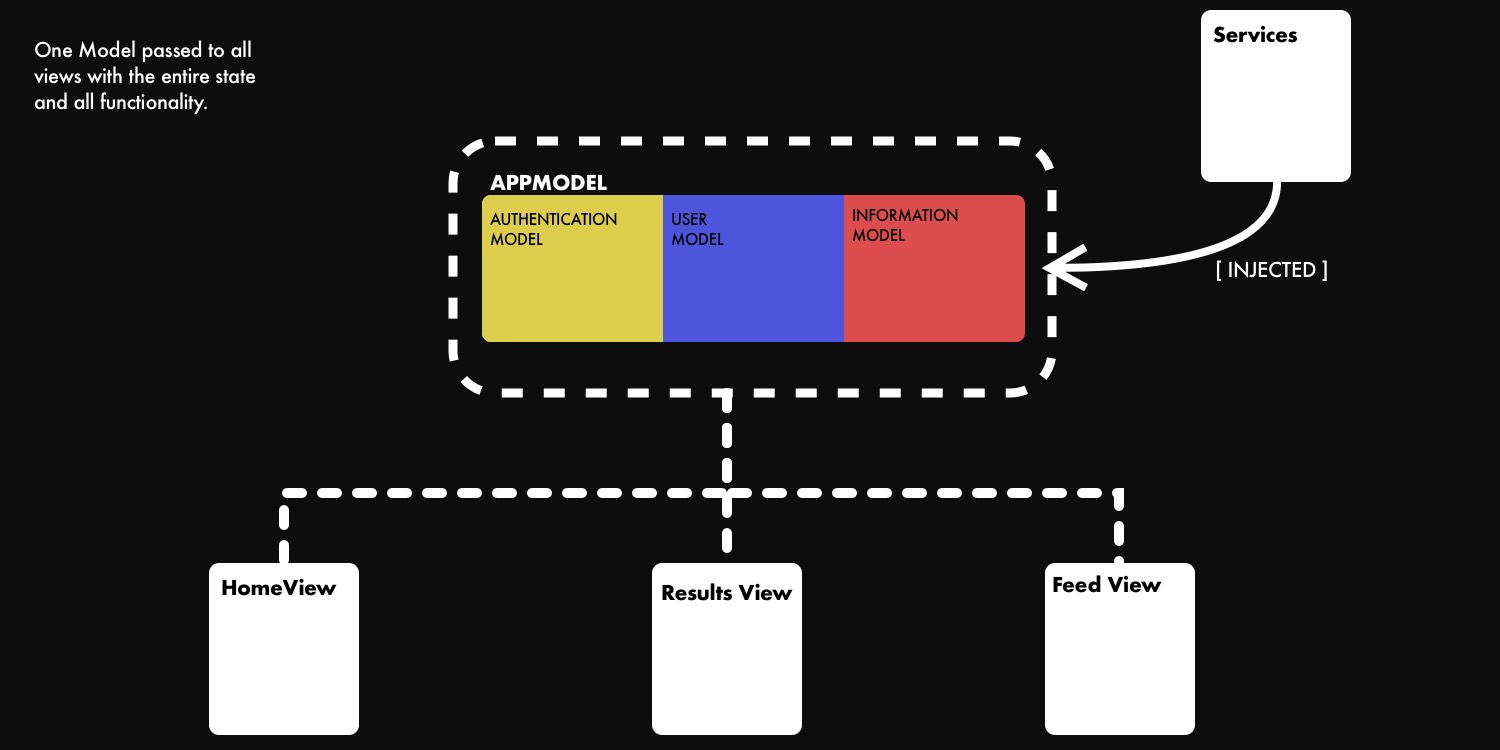 One Model passed to all
views with the entire state
and all functionality.
Services
APPMODEL
AUTHENTICATION
MODEL
USER
MODEL
INFORMATION
MODEL
[ INJECTED ]
HomeView
Results View
Feed View